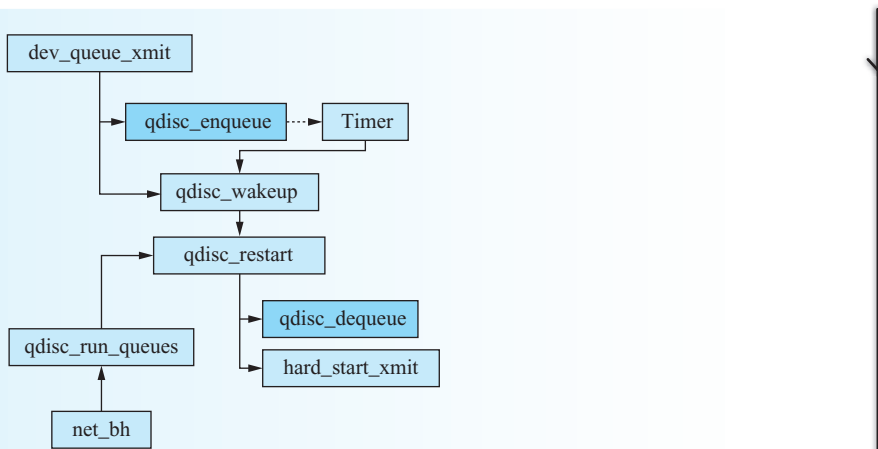 dev_queue_xmit
qdisc_enqueue
Timer
qdisc_wakeup
qdisc_restart
qdisc_dequeue
qdisc_run_queues
hard_start_xmit
net_bh